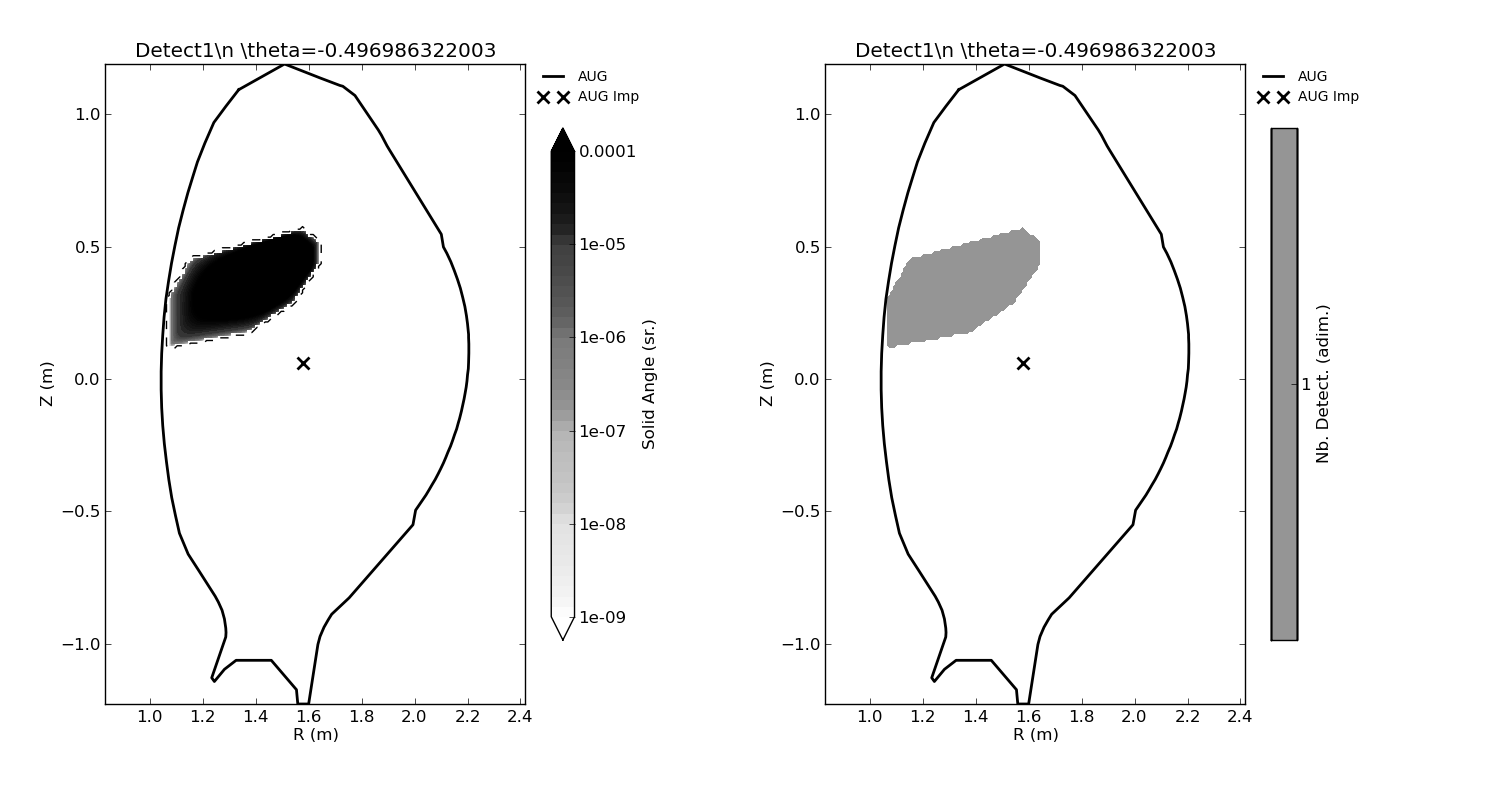 Detect1\n \theta=-0.496986322003
AUG
AUG Imp
1.0
0.5
0.0
−0.5
−1.0
Z (m)
1.0 1.2 1.4 1.6 1.8 2.0 2.2 2.4
R (m)
0.0001
1e-05
1e-06
1e-07
1e-08
1e-09
Solid Angle (sr.)
Detect1\n \theta=-0.496986322003
AUG
AUG Imp
1.0
0.5
0.0
−0.5
−1.0
Z (m)
1.0 1.2 1.4 1.6 1.8 2.0 2.2 2.4
R (m)
1
Nb. Detect. (adim.)